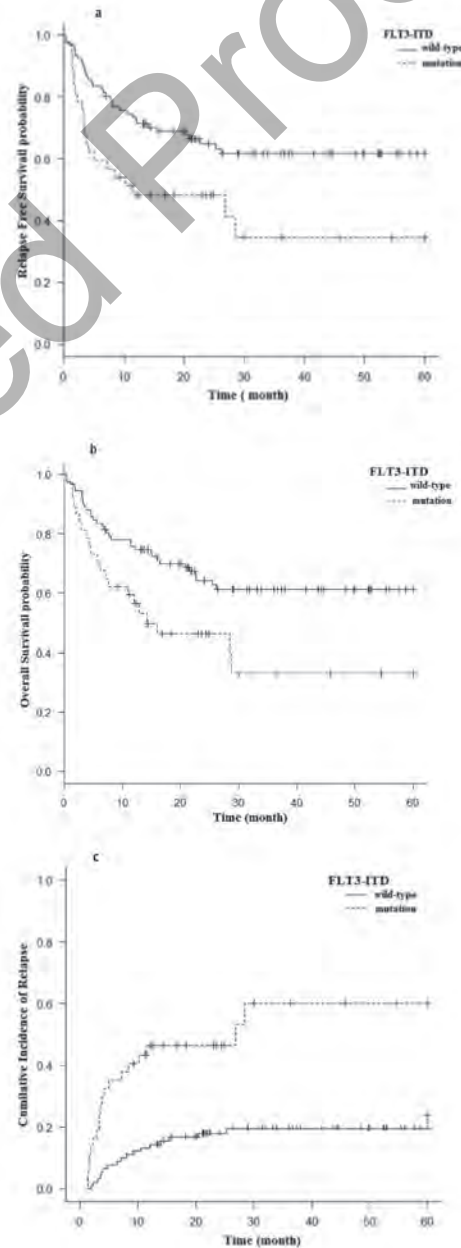 a
FLT3-ITD
wild-type
mutation
1.0
0.8
0.6
0.4
0.2
0.0
Relapse Free Survivall probability
0 10 20 30 40 50 60
Time ( month)
b
FLT3-ITD
wild-type
mutation
1.0
0.8
0.6
0.4
0.2
0.0
Overall Survivall probability
0 10 20 30 40 50 60
Time (month)
c
FLT3-ITD
wild-type
mutation
1.0
0.8
0.6
0.4
0.2
0.0
Cumilative Incidence of Relapse
0 10 20 30 40 50 60
Time (month)